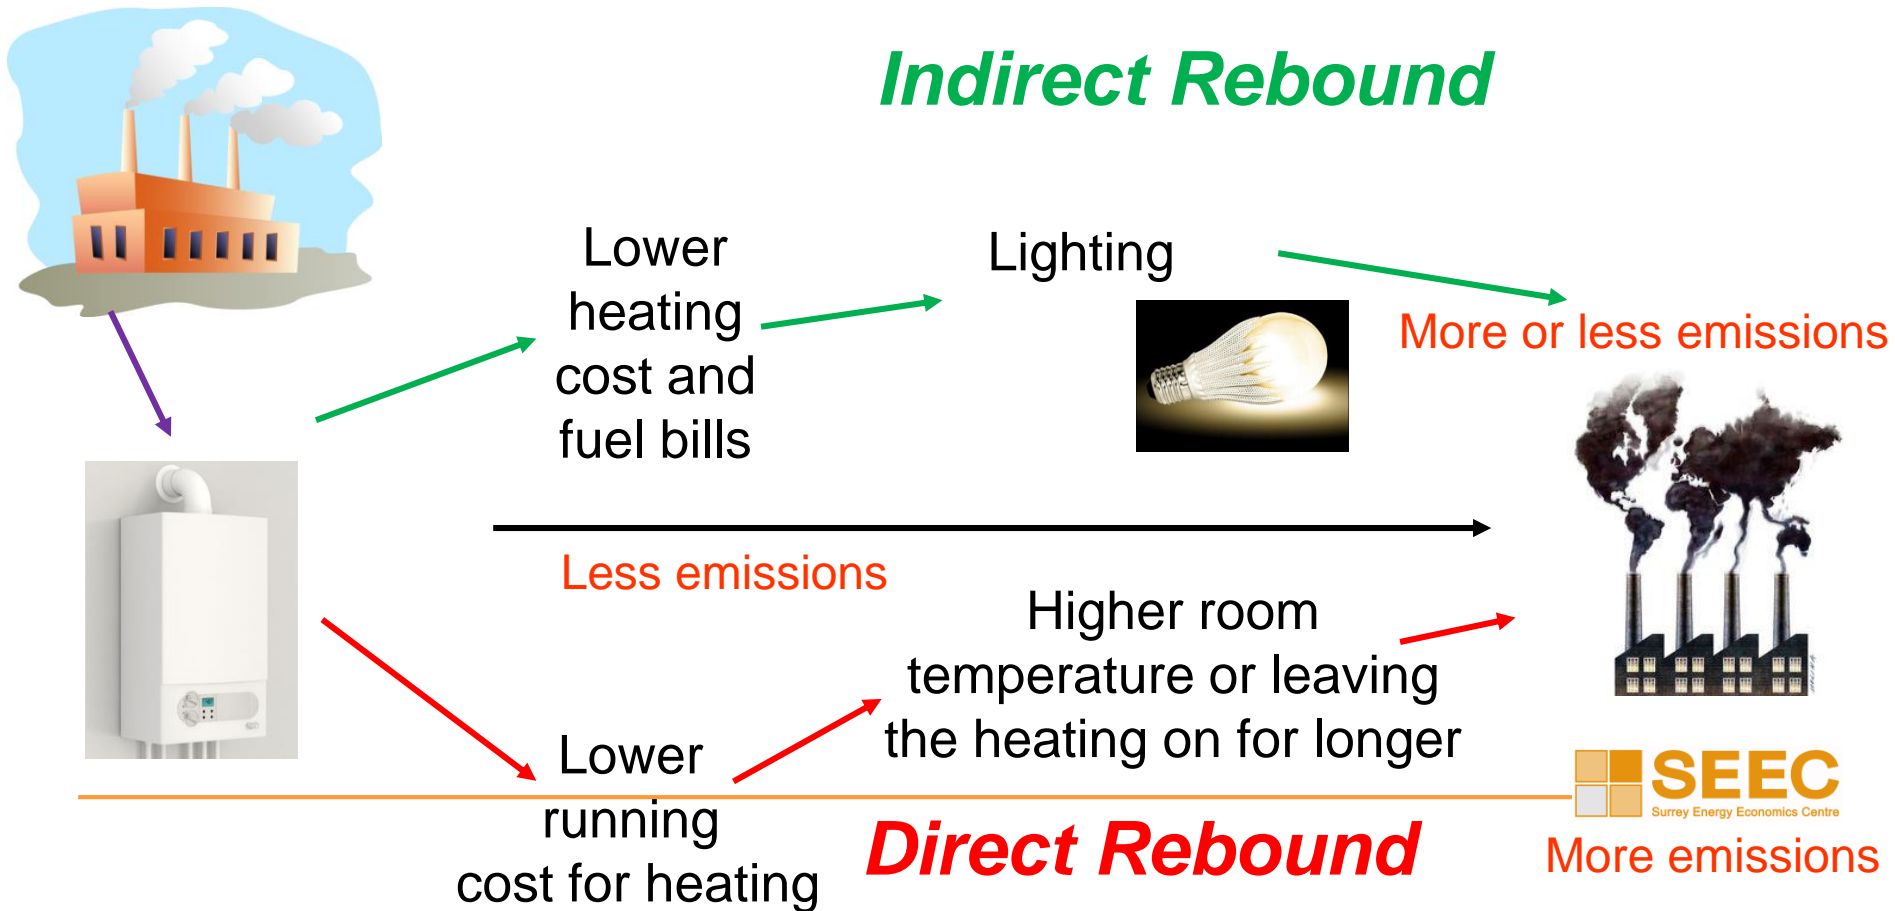 Indirect Rebound
Lower
heating
cost and
fuel bills
Lighting
More or less emissions
Less emissions
Higher room
temperature or leaving
the heating on for longer
Lower
running
cost for heating
Direct Rebound
SEEC
Surrey Energy Economics Centre
More emissions